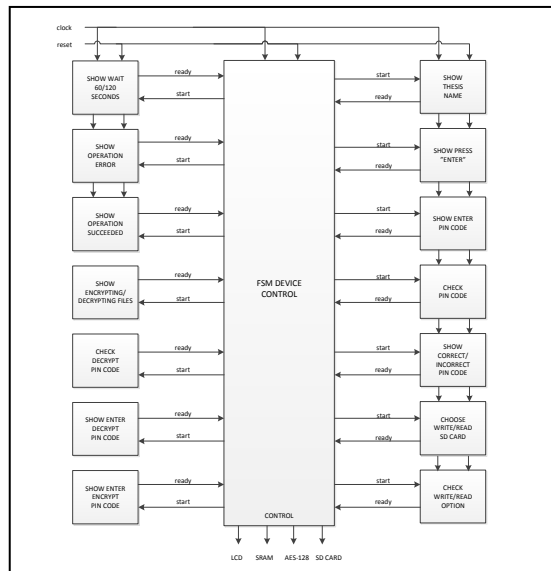 clock
reset
SHOW WAIT
60/120
SECONDS
ready
start
SHOW
OPERATION
ERROR
ready
start
SHOW
OPERATION
SUCCEEDED
ready
start
SHOW
ENCRYPTING/
DECRYPTING FILES
ready
start
CHECK
DECRYPT
PIN CODE
ready
start
SHOW ENTER
DECRYPT
PIN CODE
ready
start
SHOW ENTER
ENCRYPT
PIN CODE
ready
start
FSM DEVICE
CONTROL
CONTROL
LCD
SRAM
AES-128
SD CARD
start
ready
SHOW
THESIS
NAME
start
ready
SHOW PRESS
"ENTER"
start
ready
SHOW ENTER
PIN CODE
start
ready
CHECK
PIN CODE
start
ready
SHOW
CORRECT/
INCORRECT
PIN CODE
start
ready
CHOOSE
WRITE/READ
SD CARD
start
ready
CHECK
WRITE/READ
OPTION